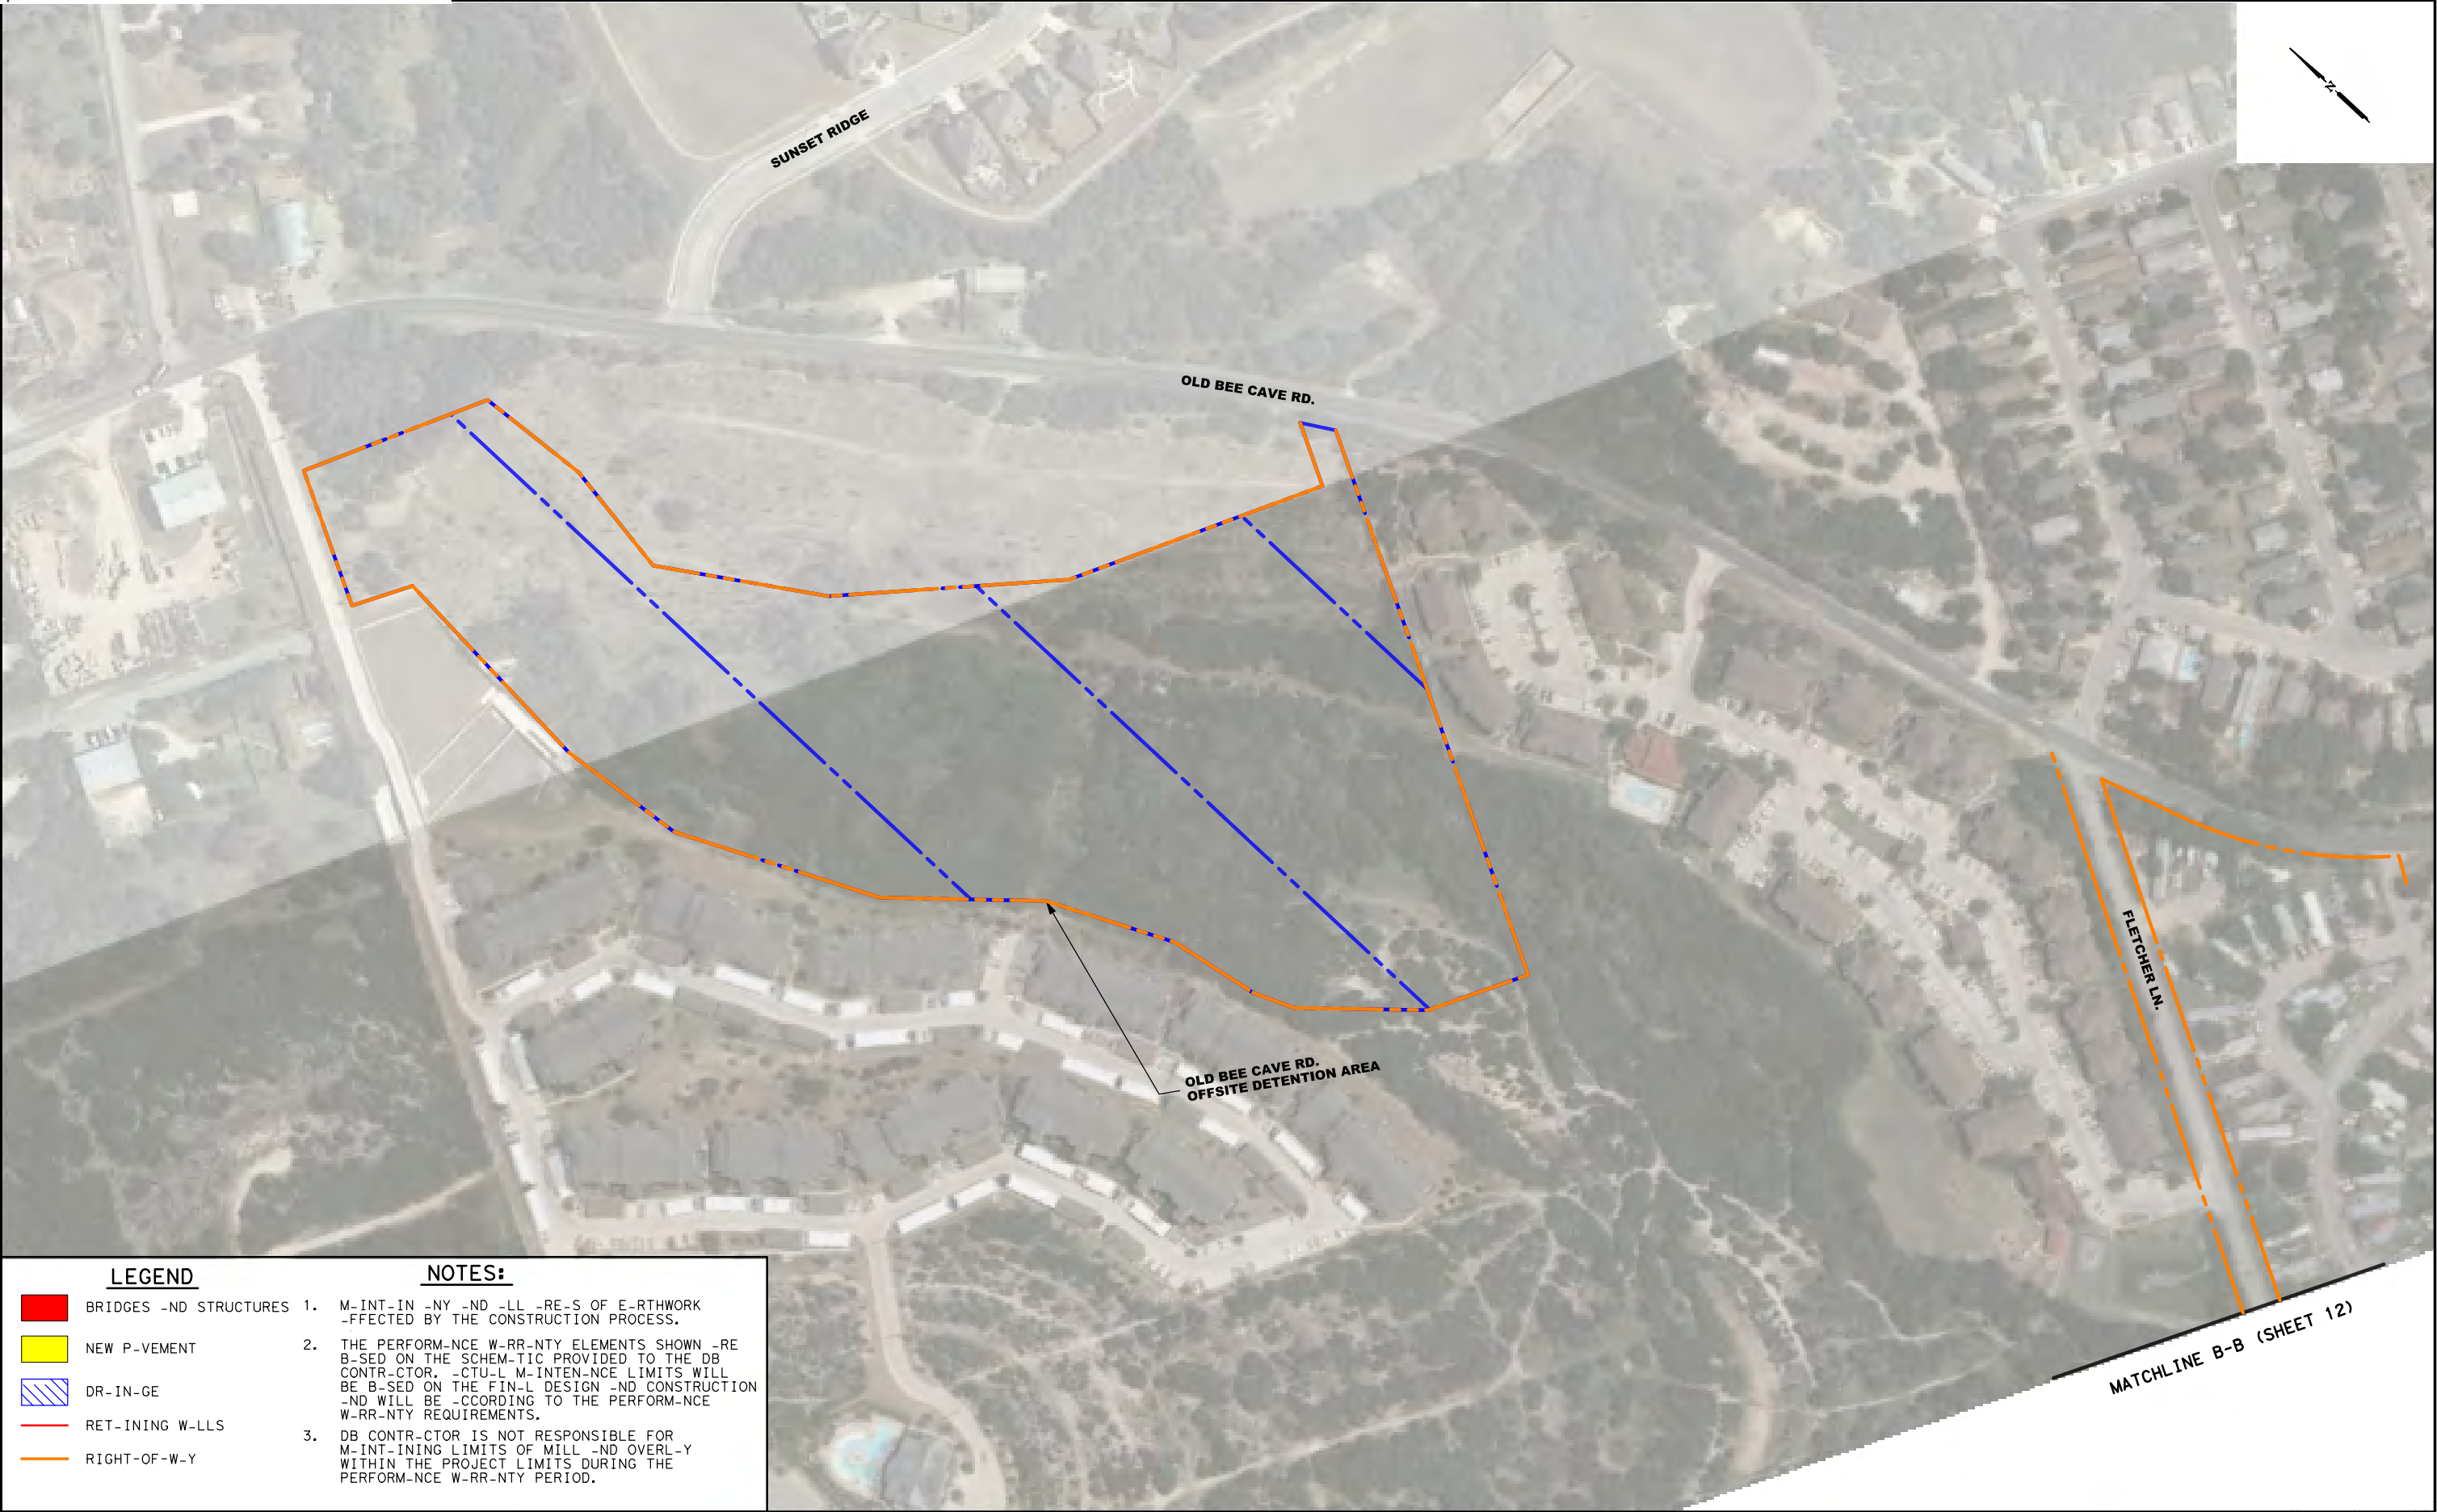 N
SUNSET RIDGE
OLD BEE CAVE RD.
FLETCHER LN.
OLD BEE CAVE RD.
OFFSITE DETENTION AREA
MATCHLINE B-B (SHEET 12)
LEGEND
BRIDGES -ND STRUCTURES
NEW P-VEMENT
DR-IN-GE
RET-INING W-LLS
RIGHT-OF-W-Y
NOTES:
1. M-INT-IN -NY -ND -LL -RE-S OF E-RTHWORK
-FFECTED BY THE CONSTRUCTION PROCESS.
2. THE PERFORM-NCE W-RR-NTY ELEMENTS SHOWN -RE
B-SED ON THE SCHEM-TIC PROVIDED TO THE DB
CONTR-CTOR. -CTU-L M-INTEN-NCE LIMITS WILL
BE B-SED ON THE FIN-L DESIGN -ND CONSTRUCTION
-ND WILL BE -CCORDING TO THE PERFORM-NCE
W-RR-NTY REQUIREMENTS.
3. DB CONTR-CTOR IS NOT RESPONSIBLE FOR
M-INT-INING LIMITS OF MILL -ND OVERL-Y
WITHIN THE PROJECT LIMITS DURING THE
PERFORM-NCE W-RR-NTY PERIOD.